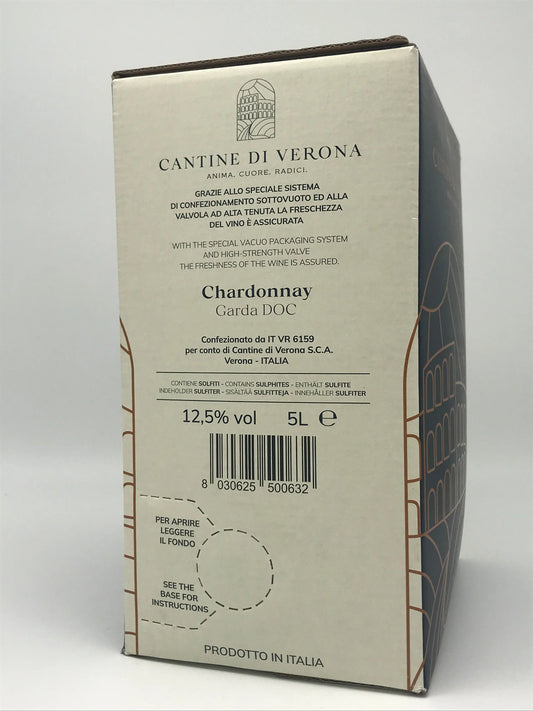 CANTINE DI VERONA
ANIMA. CUORE. RADICI.
GRAZIE ALLO SPECIALE SISTEMA
DI CONFEZIONAMENTO SOTTOVUOTO ED ALLA
VALVOLA AD ALTA TENUTA LA FRESCHEZZA
DEL VINO È ASSICURATA
WITH THE SPECIAL VACUO PACKAGING SYSTEM
AND HIGH-STRENGTH VALVE
THE FRESHNESS OF THE WINE IS ASSURED.
Chardonnay
Garda DOC
Confezionato da IT VR 6159
per conto di Cantine di Verona S.C.A.
Verona - ITALIA
CONTIENE SOLFITI - CONTAINS SULPHITES - ENTHÄLT SULFITE
INDEHOLDER SULFITER - SISÄLTÄÄ SULFITTEJA - INNEHÅLLER SULFITER
12,5% vol 5L ℮
8 030625 500632
PER APRIRE
LEGGERE
IL FONDO
SEE THE
BASE FOR
INSTRUCTIONS
PRODOTTO IN ITALIA